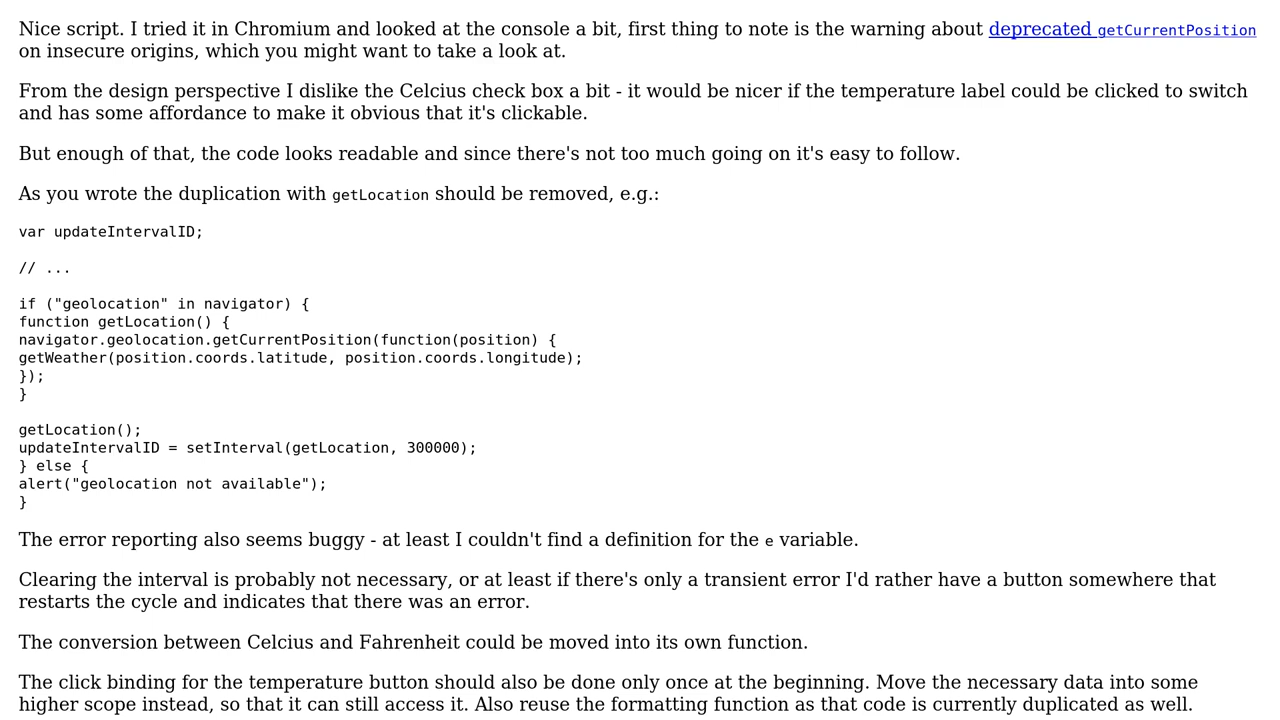 Nice script. I tried it in Chromium and looked at the console a bit, first thing to note is the warning about deprecated getCurrentPosition
on insecure origins, which you might want to take a look at.
From the design perspective I dislike the Celcius check box a bit - it would be nicer if the temperature label could be clicked to switch
and has some affordance to make it obvious that it's clickable.
But enough of that, the code looks readable and since there's not too much going on it's easy to follow.
As you wrote the duplication with getLocation should be removed, e.g.:
var updateIntervalID;
// ...
if ("geolocation" in navigator) {
function getLocation() {
navigator.geolocation.getCurrentPosition(function(position) {
getWeather(position.coords.latitude, position.coords.longitude);
});
}
getLocation();
updateIntervalID = setInterval(getLocation, 300000);
} else {
alert("geolocation not available");
}
The error reporting also seems buggy - at least I couldn't find a definition for the e variable.
Clearing the interval is probably not necessary, or at least if there's only a transient error I'd rather have a button somewhere that
restarts the cycle and indicates that there was an error.
The conversion between Celcius and Fahrenheit could be moved into its own function.
The click binding for the temperature button should also be done only once at the beginning. Move the necessary data into some
higher scope instead, so that it can still access it. Also reuse the formatting function as that code is currently duplicated as well.